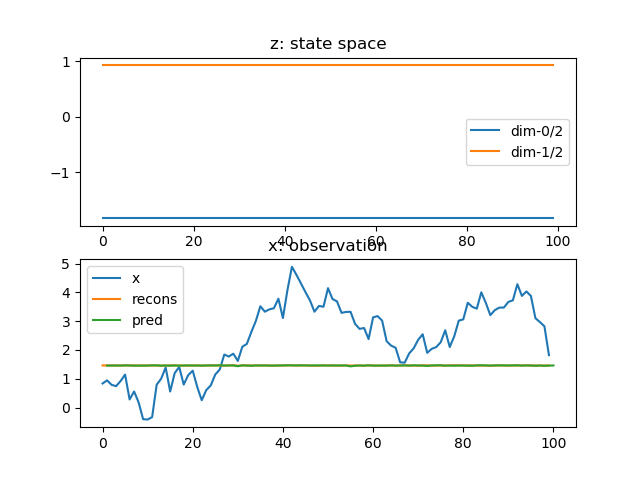 z: state space
1
0
−1
dim-0/2
dim-1/2
0 20 40 60 80 100
x: observation
5
4
3
2
1
0
x
recons
pred
0 20 40 60 80 100